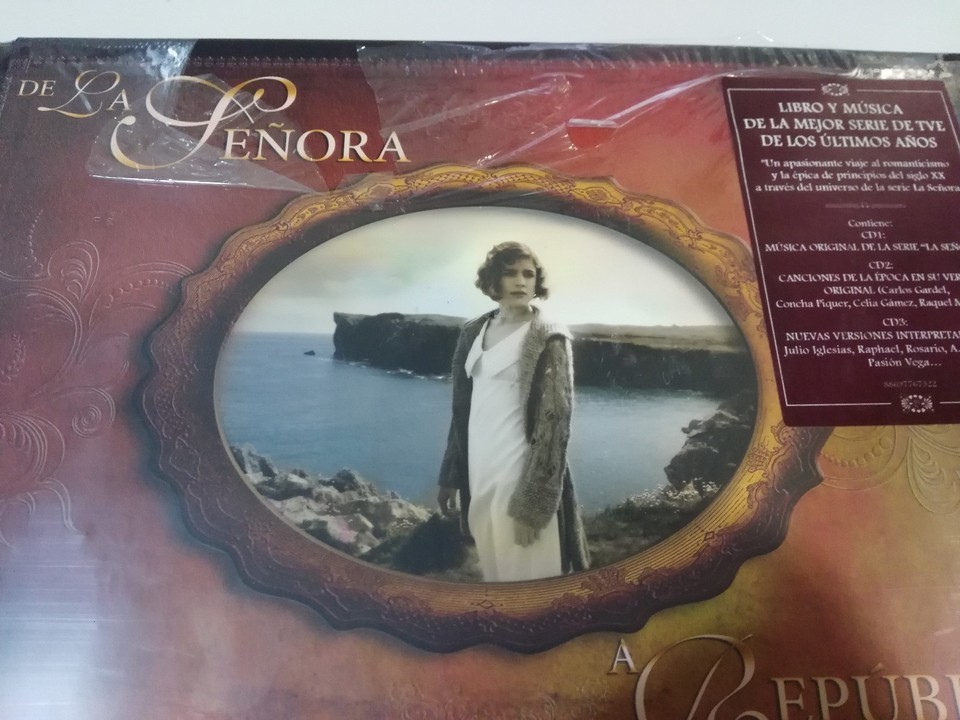 DE LA SEÑORA
LIBRO Y MÚSICA
DE LA MEJOR SERIE DE TVE
DE LOS ÚLTIMOS AÑOS
"Un apasionante viaje al romanticismo
y la épica de principios del siglo XX
a través del universo de la serie La Señora
Contiene:
CD1:
MÚSICA ORIGINAL DE LA SERIE "LA SEÑO
CD2:
CANCIONES DE LA ÉPOCA EN SU VER
ORIGINAL (Carlos Gardel,
Concha Piquer, Celia Gámez, Raquel M
CD3:
NUEVAS VERSIONES INTERPRETA
Julio Iglesias, Raphael, Rosario, A.
Pasión Vega...
88697767322
A REPÚBL